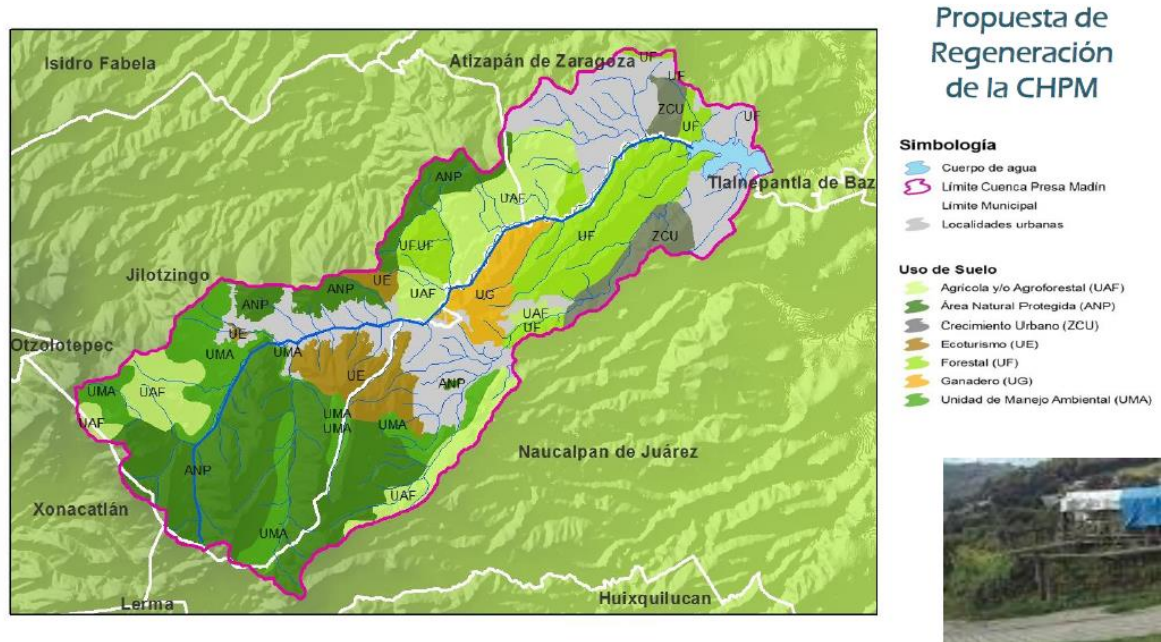 Propuesta de
Regeneración
de la CHPM
Simbología
Cuerpo de agua
Límite Cuenca Presa Madín
Límite Municipal
Localidades urbanas
Uso de Suelo
Agrícola y/o Agroforestal (UAF)
Área Natural Protegida (ANP)
Crecimiento Urbano (ZCU)
Ecoturismo (UE)
Forestal (UF)
Ganadero (UG)
Unidad de Manejo Ambiental (UMA)
Isidro Fabela
Atizapán de Zaragoza
UF
UF
ZCU
UF
UF
Tlalnepantla de Baz
ANP
UAF
UF
ZCU
UF UF
Jilotzingo
ANP
UE
UAF
UG
ANP
UAF
UF
UE
Otzolotepec
UMA
UMA
UE
ANP
UMA
UAF
UMA
UMA
UMA
UAF
Naucalpan de Juárez
ANP
UAF
Xonacatlán
UMA
Lerma
Huixquilucan